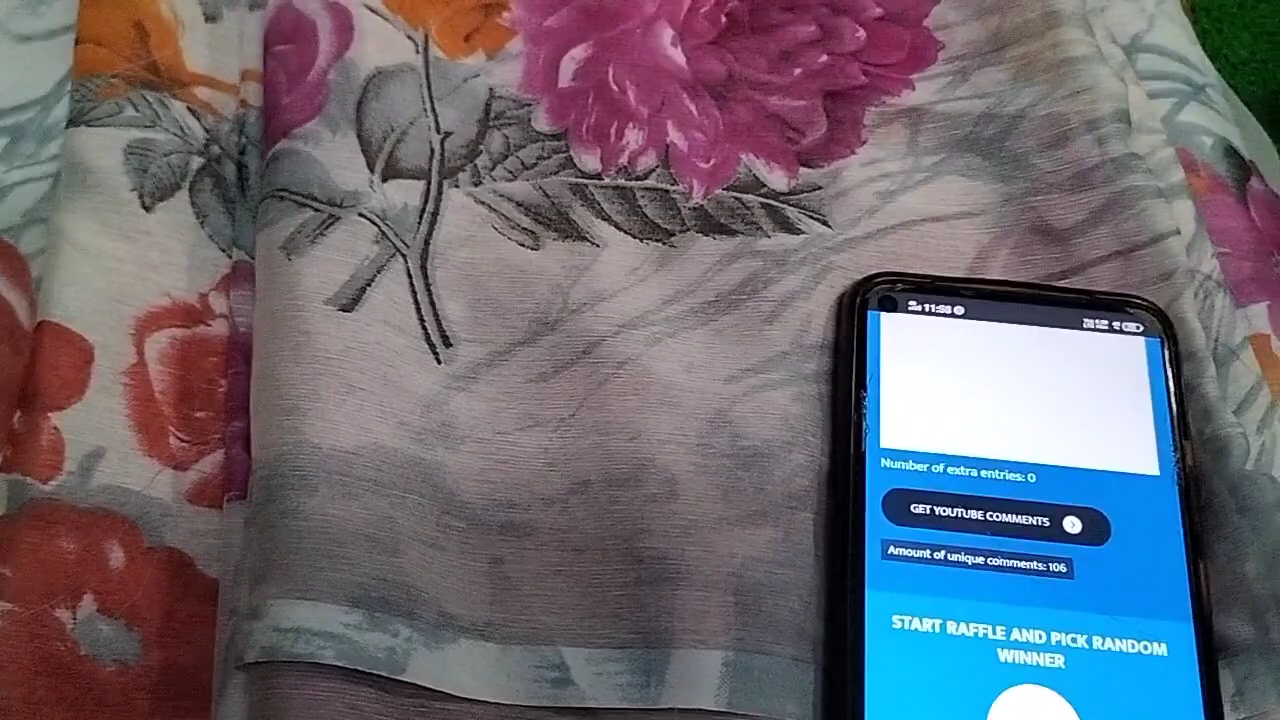 11:53
Number of extra entries: 0
GET YOUTUBE COMMENTS
Amount of unique comments: 106
START RAFFLE AND PICK RANDOM
WINNER